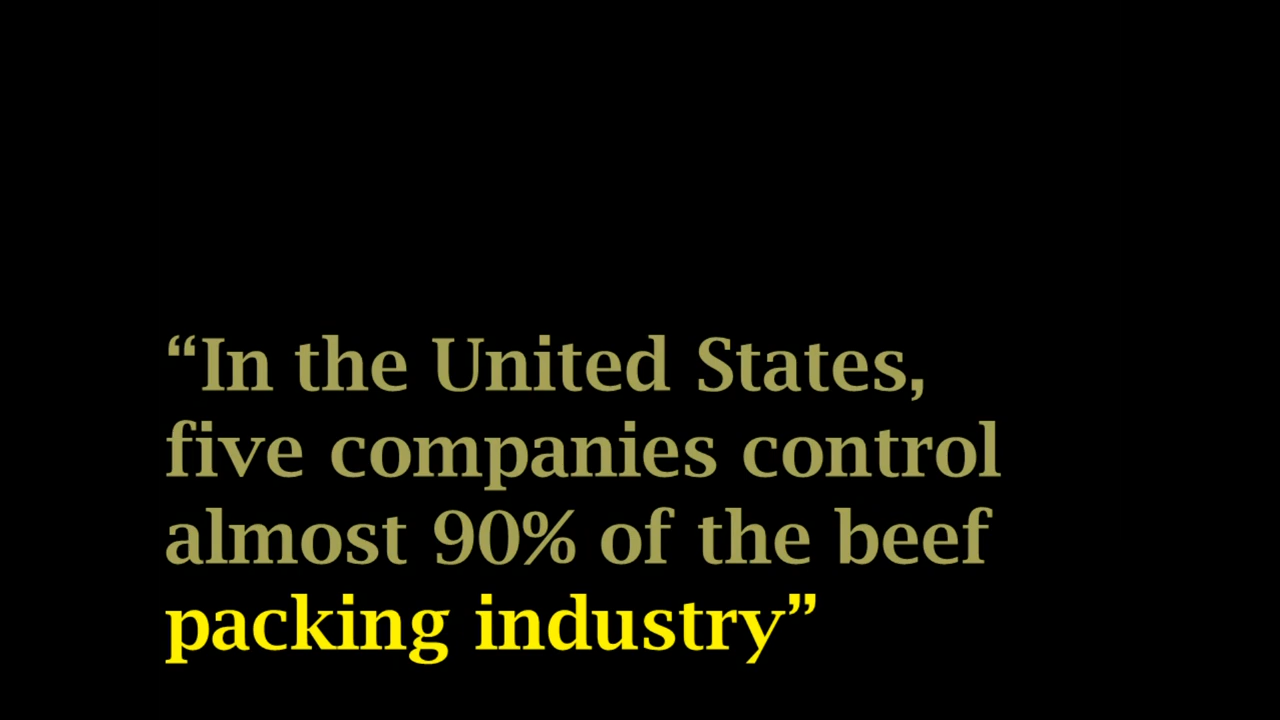 “In the United States,
five companies control
almost 90% of the beef
packing industry”